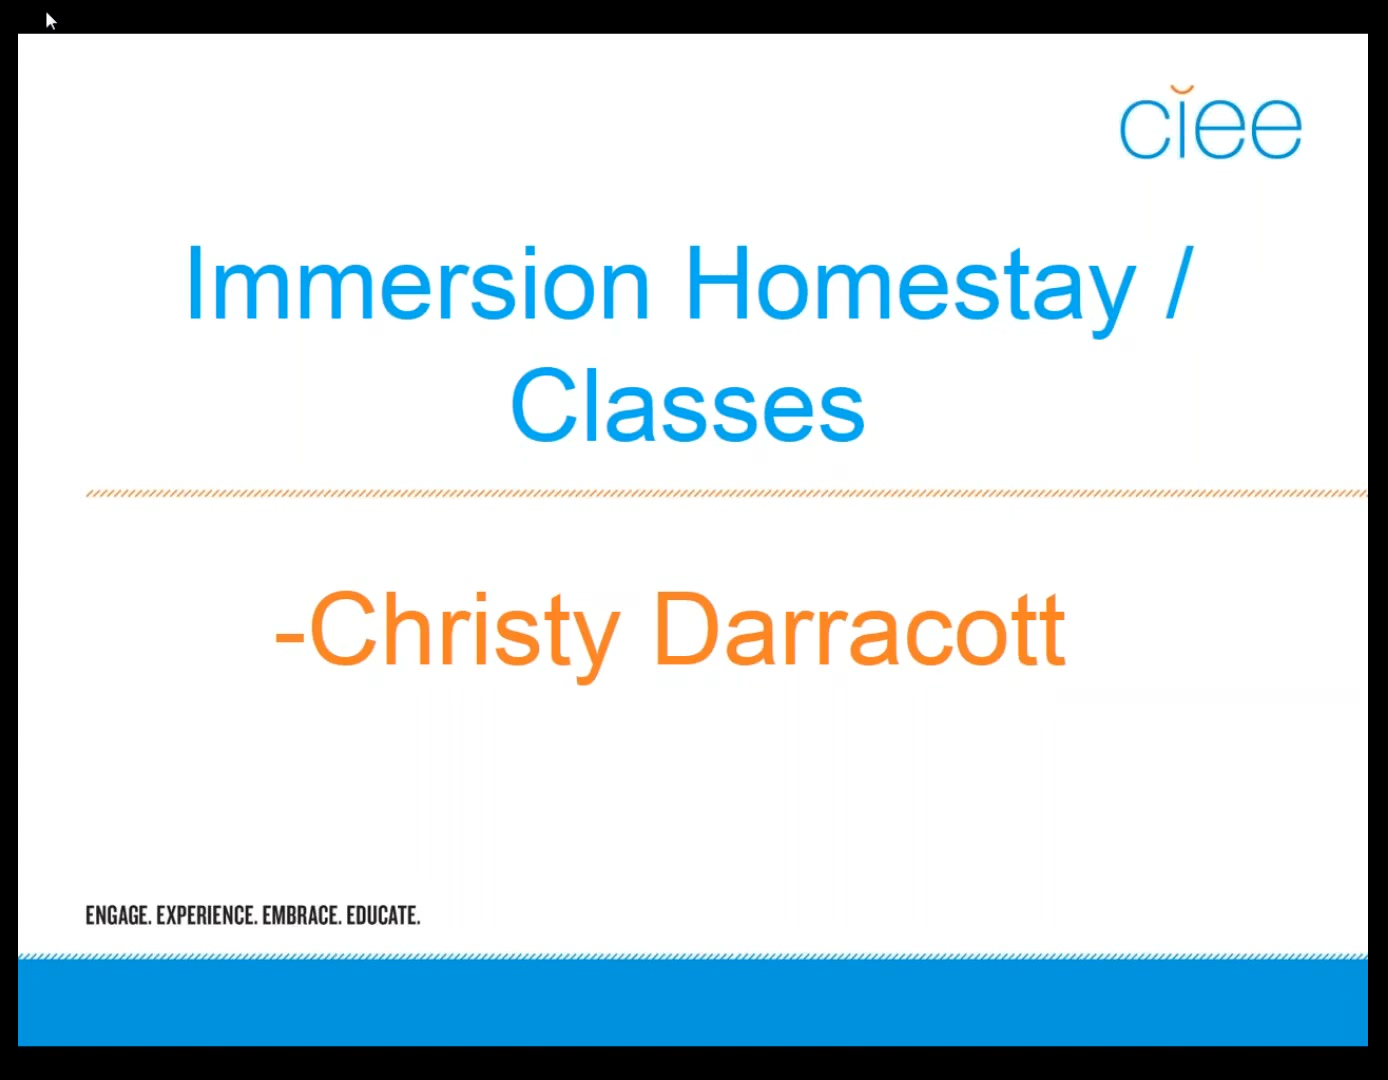 ciee
Immersion Homestay /
Classes
-Christy Darracott
ENGAGE. EXPERIENCE. EMBRACE. EDUCATE.